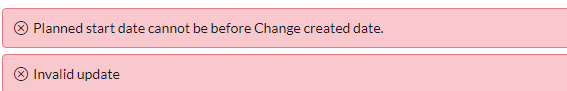 Planned start date cannot be before Change created date.
Invalid update